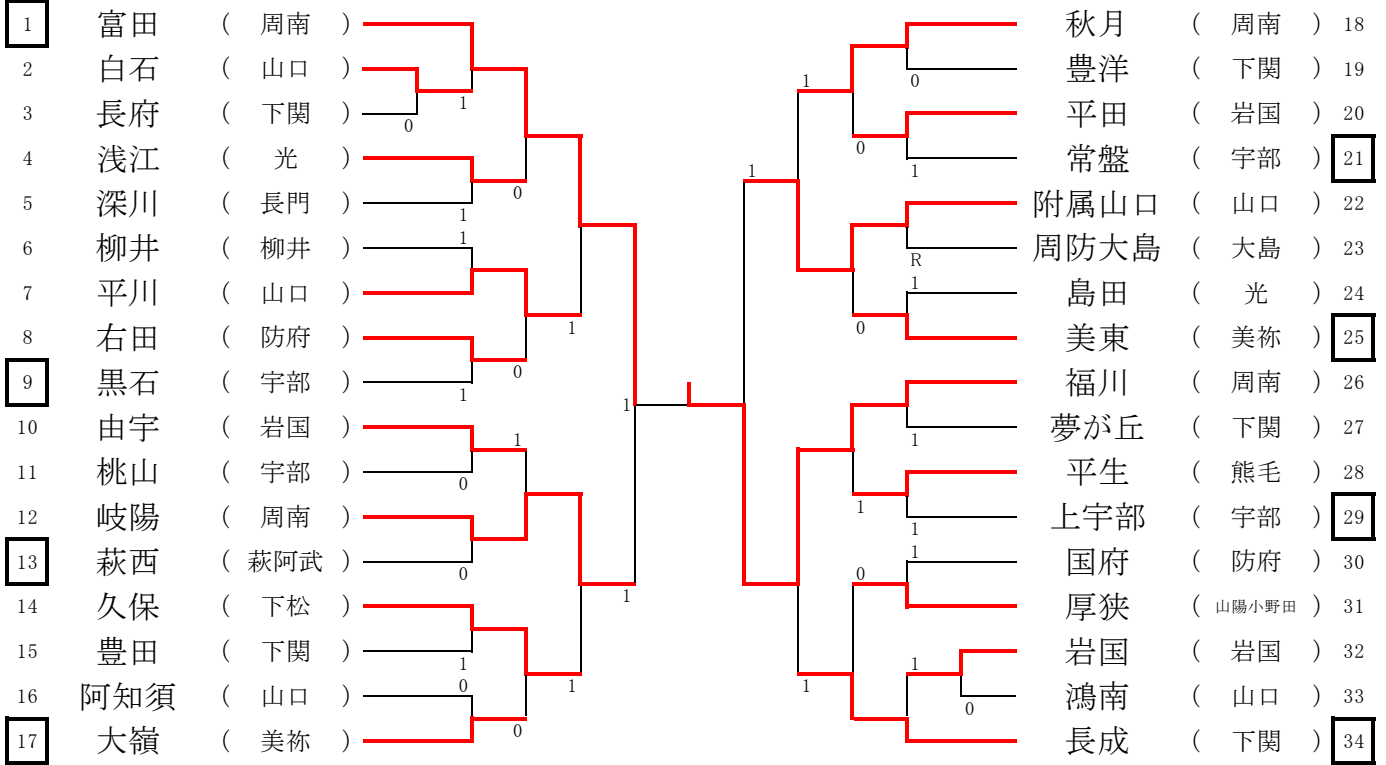 1 富田 ( 周南 )
2 白石 ( 山口 )
3 長府 ( 下関 )
4 浅江 ( 光 )
5 深川 ( 長門 )
6 柳井 ( 柳井 )
7 平川 ( 山口 )
8 右田 ( 防府 )
9 黒石 ( 宇部 )
10 由宇 ( 岩国 )
11 桃山 ( 宇部 )
12 岐陽 ( 周南 )
13 萩西 ( 萩阿武 )
14 久保 ( 下松 )
15 豊田 ( 下関 )
16 阿知須 ( 山口 )
17 大嶺 ( 美祢 )
1
0
0
1
1
1
0
1
1
0
0
1
0
0
1
1
1
秋月 ( 周南 ) 18
豊洋 ( 下関 ) 19
平田 ( 岩国 ) 20
常盤 ( 宇部 ) 21
附属山口 ( 山口 ) 22
周防大島 ( 大島 ) 23
島田 ( 光 ) 24
美東 ( 美祢 ) 25
福川 ( 周南 ) 26
夢が丘 ( 下関 ) 27
平生 ( 熊毛 ) 28
上宇部 ( 宇部 ) 29
国府 ( 防府 ) 30
厚狭 ( 山陽小野田 ) 31
岩国 ( 岩国 ) 32
鴻南 ( 山口 ) 33
長成 ( 下関 ) 34
1
0
0
1
1
R
1
0
1
1
1
1
0
1
1
0